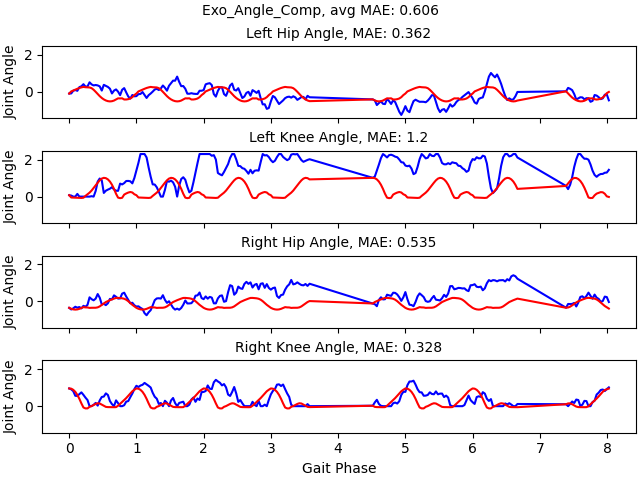 Exo_Angle_Comp, avg MAE: 0.606
Left Hip Angle, MAE: 0.362
Joint Angle
2
0
Left Knee Angle, MAE: 1.2
Joint Angle
2
0
Right Hip Angle, MAE: 0.535
Joint Angle
2
0
Right Knee Angle, MAE: 0.328
Joint Angle
2
0
0 1 2 3 4 5 6 7 8
Gait Phase